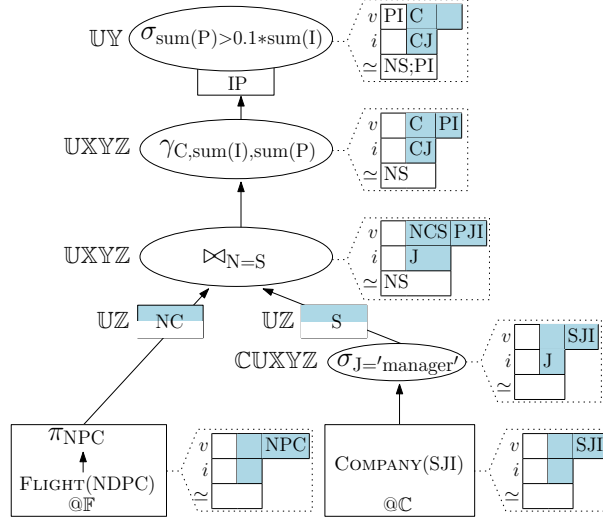 𝕌𝕐 σsum(P)>0.1*sum(I)
v PI C
i CJ
≃ NS;PI
IP
𝕌𝕏𝕐ℤ γC,sum(I),sum(P)
v C PI
i CJ
≃ NS
𝕌𝕏𝕐ℤ ⋈N=S
v NCS PJI
i J
≃ NS
𝕌ℤ NC 𝕌ℤ S
ℂ𝕌𝕏𝕐ℤ σJ='manager'
v SJI
i J
≃
πNPC
FLIGHT(NDPC)
@𝔽
v NPC
i
≃
COMPANY(SJI)
@ℂ
v SJI
i
≃